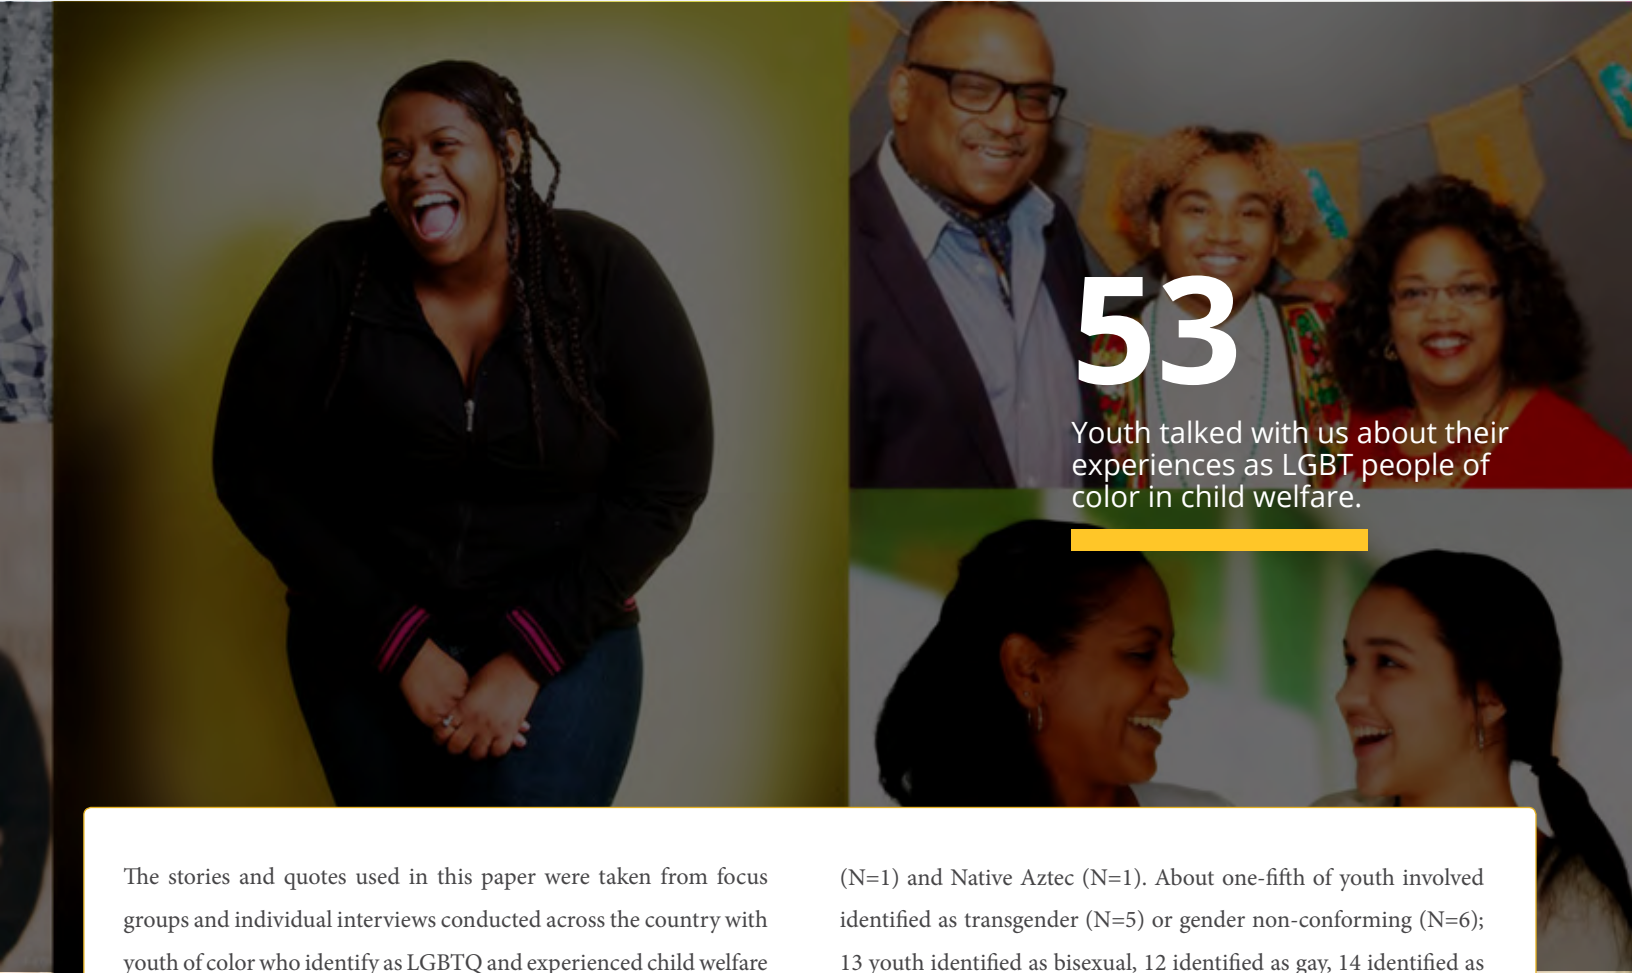 53
Youth talked with us about their
experiences as LGBT people of
color in child welfare.
The stories and quotes used in this paper were taken from focus
groups and individual interviews conducted across the country with
youth of color who identify as LGBTQ and experienced child welfare
(N=1) and Native Aztec (N=1). About one-fifth of youth involved
identified as transgender (N=5) or gender non-conforming (N=6);
13 youth identified as bisexual, 12 identified as gay, 14 identified as